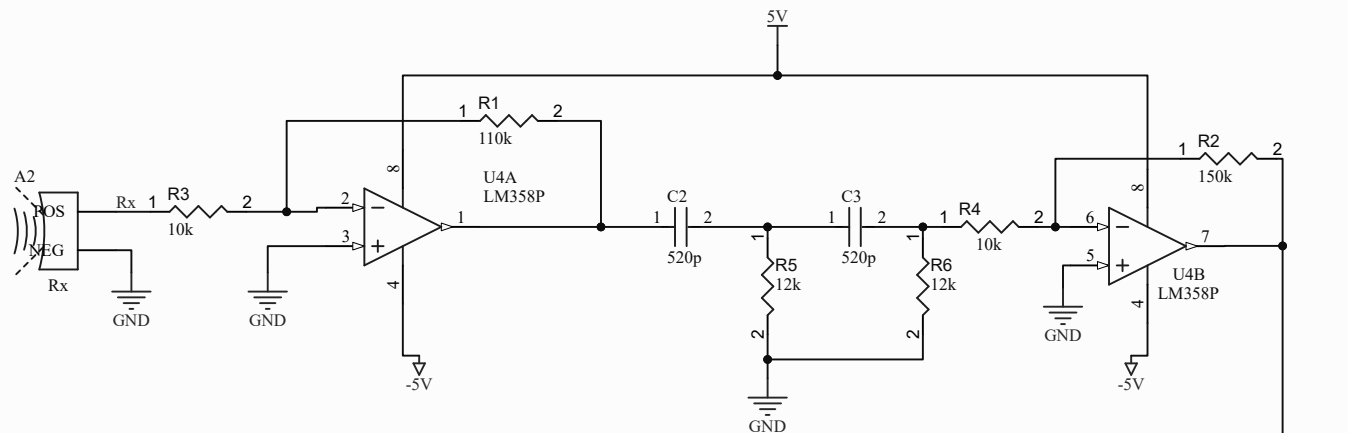 5V
1 R1 2
110k
A2
POS
NEG
Rx
Rx 1 R3 2
10k
GND
GND
2
3
8
4
1
U4A
LM358P
-5V
C2
1 2
520p
C3
1 2
520p
1 R5
12k
2
1 R6
12k
2
GND
1 R4 2
10k
GND
6
5
8
4
7
U4B
LM358P
-5V
1 R2 2
150k